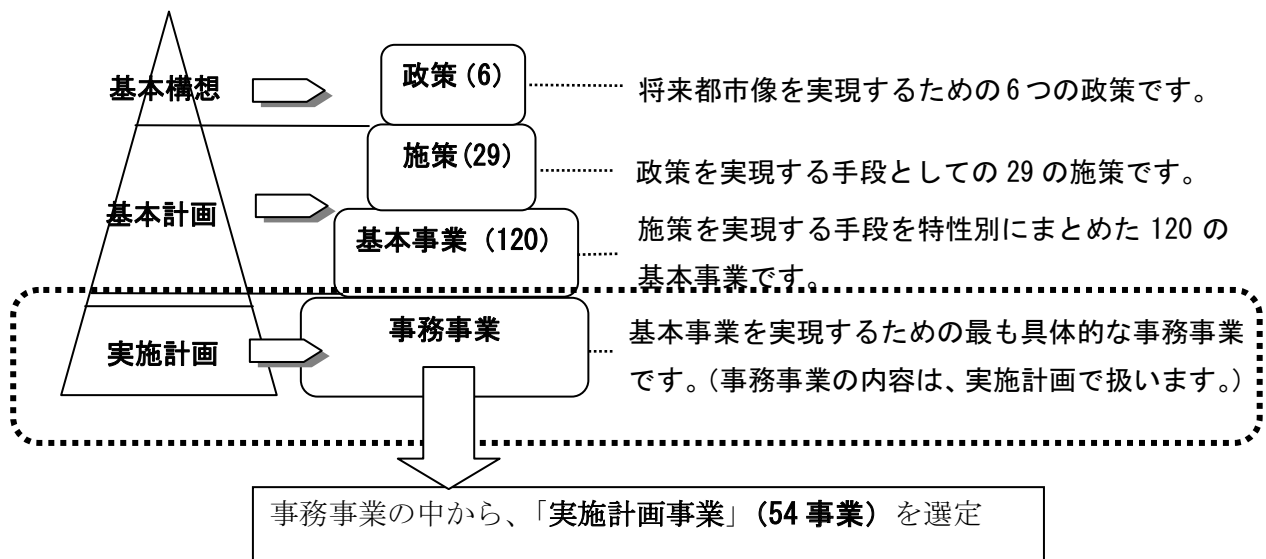 基本構想
政策(6)
将来都市像を実現するための6つの政策です。
施策(29)
政策を実現する手段としての 29 の施策です。
基本計画
基本事業 (120)
施策を実現する手段を特性別にまとめた 120 の
基本事業です。
実施計画
事務事業
基本事業を実現するための最も具体的な事務事業
です。(事務事業の内容は、実施計画で扱います。)
事務事業の中から、「実施計画事業」(54 事業) を選定